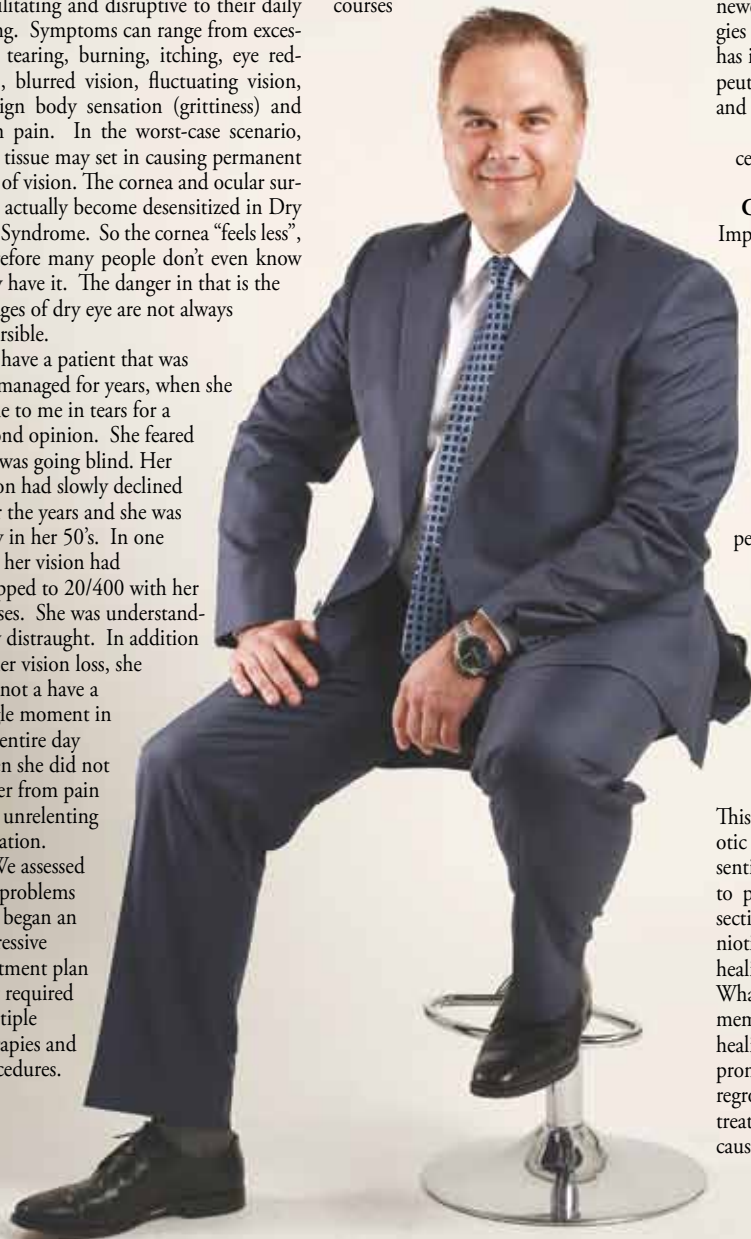 ilitating and disruptive to their daily
ng. Symptoms can range from exces-
tearing, burning, itching, eye red-
, blurred vision, fluctuating vision,
ign body sensation (grittiness) and
n pain. In the worst-case scenario,
tissue may set in causing permanent
of vision. The cornea and ocular sur-
actually become desensitized in Dry
Syndrome. So the cornea “feels less”,
efore many people don’t even know
y have it. The danger in that is the
ges of dry eye are not always
rsible.
have a patient that was
managed for years, when she
e to me in tears for a
ond opinion. She feared
was going blind. Her
on had slowly declined
r the years and she was
y in her 50’s. In one
her vision had
pped to 20/400 with her
ses. She was understand-
y distraught. In addition
er vision loss, she
not a have a
le moment in
entire day
en she did not
er from pain
unrelenting
ation.
We assessed
problems
began an
ressive
tment plan
required
tiple
rapies and
cedures.
courses
newe
gies
has i
peut
and
ce
C
Imp
pe
This
otic
senti
to p
secti
nioti
heali
Wha
mem
heali
pron
regro
treat
caus